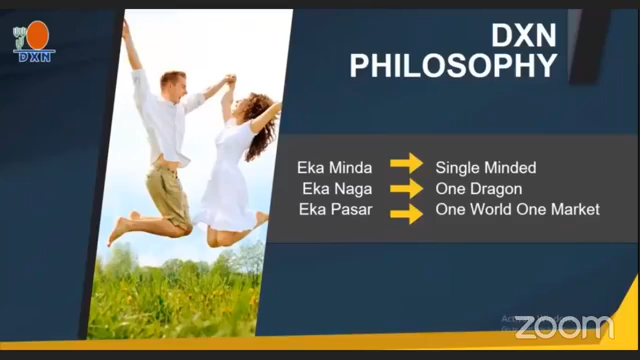 DXN
DXN
PHILOSOPHY
Eka Minda Single Minded
Eka Naga One Dragon
Eka Pasar One World One Market
zoom